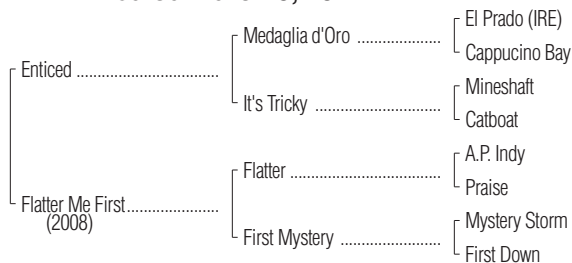 El Prado (IRE)
Medaglia d'Oro
Cappucino Bay
Enticed
Mineshaft
It's Tricky
Catboat
A.P. Indy
Flatter
Praise
Flatter Me First
(2008)
Mystery Storm
First Mystery
First Down